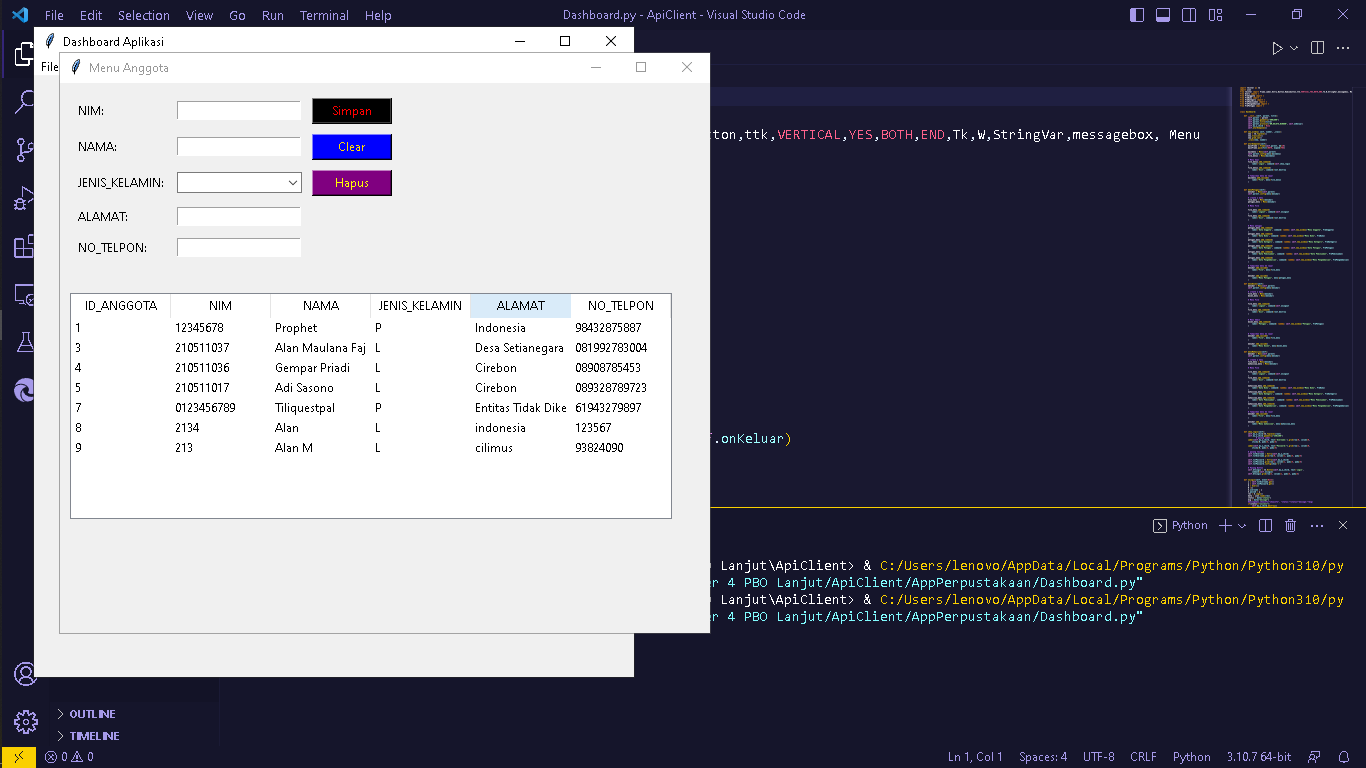 File Edit Selection View Go Run Terminal Help Dashboard.py - ApiClient - Visual Studio Code
Dashboard Aplikasi
File
Menu Anggota
NIM: Simpan
tton,ttk,VERTICAL,YES,BOTH,END,Tk,W,StringVar,messagebox, Menu
NAMA: Clear
JENIS_KELAMIN: Hapus
ALAMAT:
NO_TELPON:
ID_ANGGOTA NIM NAMA JENIS_KELAMIN ALAMAT NO_TELPON
1 12345678 Prophet P Indonesia 98432875887
3 210511037 Alan Maulana Faj L Desa Setianegara 081992783004
4 210511036 Gempar Priadi L Cirebon 08908785453
5 210511017 Adi Sasono L Cirebon 089328789723
7 0123456789 Tiliquestpal P Entitas Tidak Dike 61943279897
8 2134 Alan L indonesia 123567
9 213 Alan M L cilimus 93824090
.onKeluar)
Python
O Lanjut\ApiClient> & C:/Users/lenovo/AppData/Local/Programs/Python/Python310/py
er 4 PBO Lanjut/ApiClient/AppPerpustakaan/Dashboard.py"
O Lanjut\ApiClient> & C:/Users/lenovo/AppData/Local/Programs/Python/Python310/py
er 4 PBO Lanjut/ApiClient/AppPerpustakaan/Dashboard.py"
OUTLINE
TIMELINE
0 0 Ln 1, Col 1 Spaces: 4 UTF-8 CRLF Python 3.10.7 64-bit